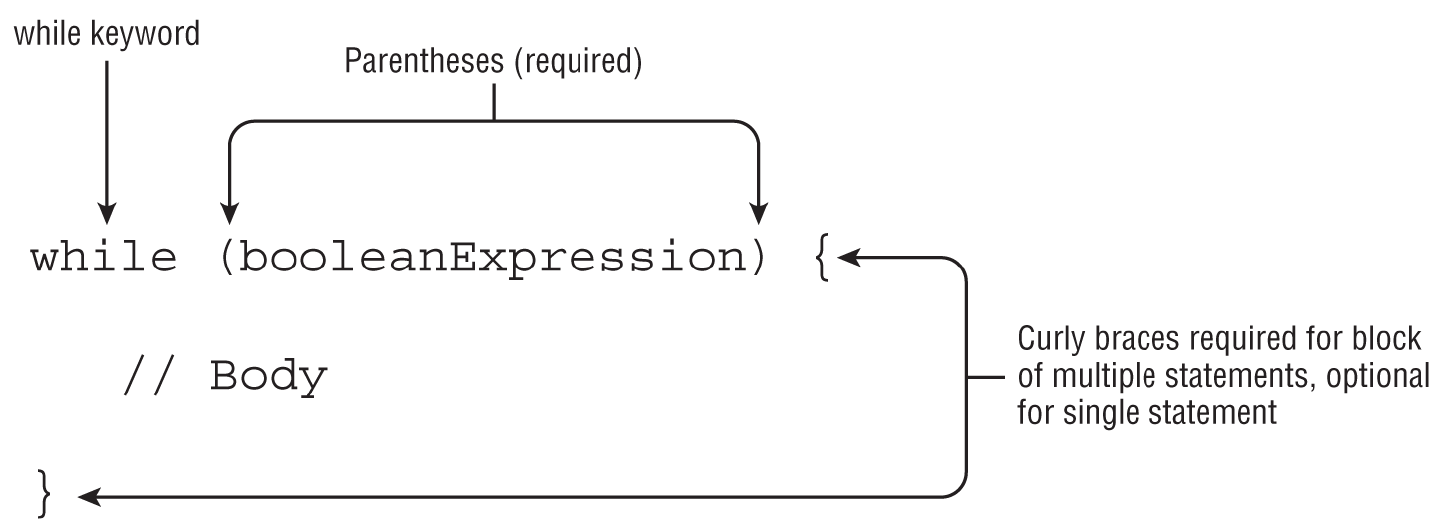 while keyword
Parentheses (required)
while (booleanExpression) {
Curly braces required for block
of multiple statements, optional
for single statement
// Body
}